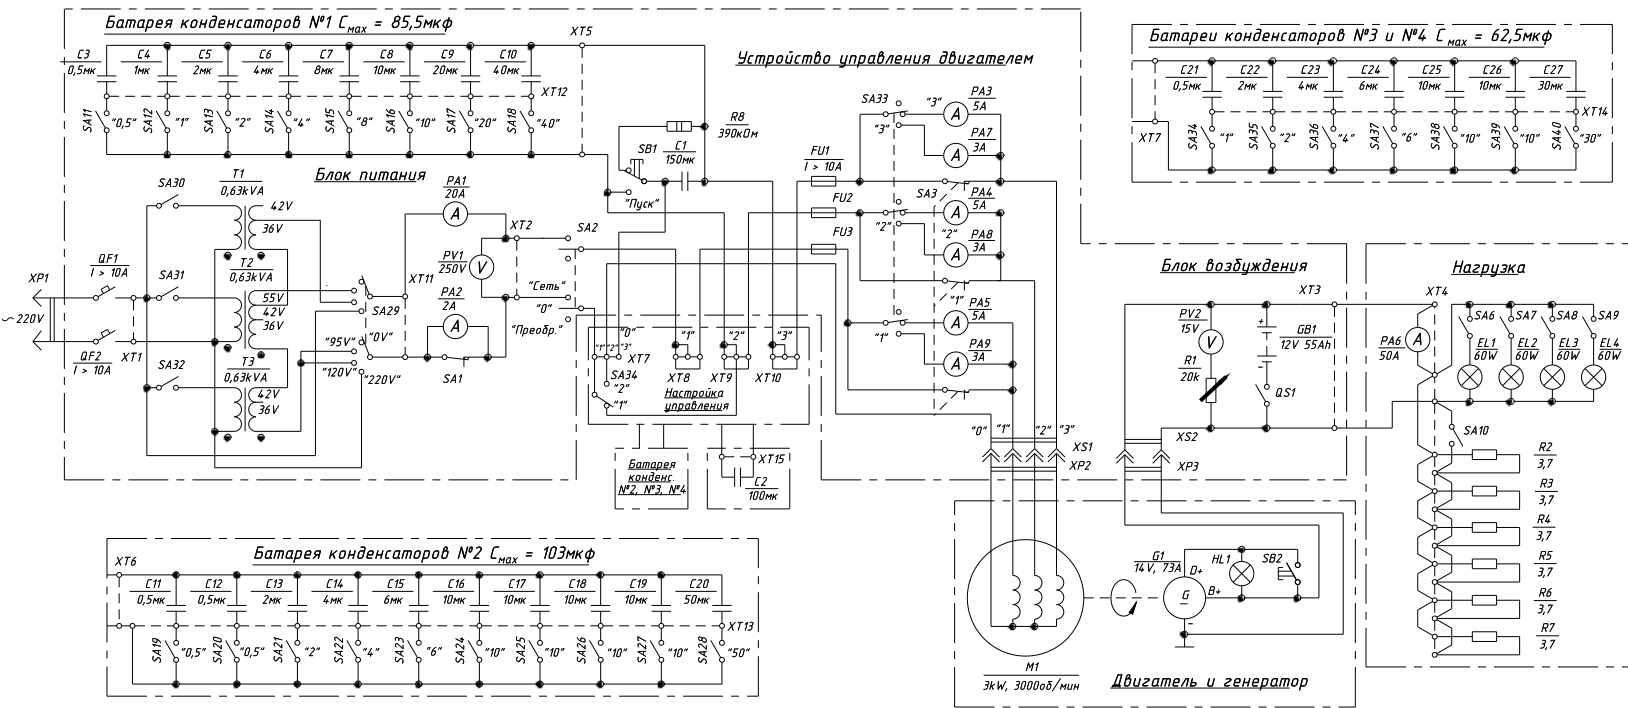 Батарея конденсаторов №1 Cмах = 85,5мкф
C3
0,5мк
C4
1мк
C5
2мк
C6
4мк
C7
8мк
C8
10мк
C9
20мк
C10
40мк
XT5
XT12
SA11
"0,5"
SA12
"1"
SA13
"2"
SA14
"4"
SA15
"8"
SA16
"10"
SA17
"20"
SA18
"40"
R8
390кОм
SB1
C1
150мк
"Пуск"
Устройство управления двигателем
SA33
"3"
"3"
PA3
5A
A
PA7
3A
A
FU1
I > 10A
FU2
FU3
SA3
PA4
5A
A
"2"
"2"
PA8
3A
A
"1"
"1"
PA5
5A
A
PA9
3A
A
Батареи конденсаторов №3 и №4 Cмах = 62,5мкф
C21
0,5мк
C22
2мк
C23
4мк
C24
6мк
C25
10мк
C26
10мк
C27
30мк
XT14
XT7
SA34
"1"
SA35
"2"
SA36
"4"
SA37
"6"
SA38
"10"
SA39
"10"
SA40
"30"
Блок питания
SA30
T1
0,63kVA
42V
36V
PA1
20A
A
XP1
QF1
I > 10A
SA31
T2
0,63kVA
55V
42V
36V
~220V
QF2
I > 10A
XT1
SA32
T3
0,63kVA
42V
36V
SA29
XT11
"95V"
"0V"
"120V"
"220V"
PV1
250V
V
PA2
2A
A
SA1
XT2
SA2
"Сеть"
"0"
"Преобр."
"0"
"1"
"2"
"3"
XT7
SA34
"2"
"1"
"1"
XT8
"2"
XT9
"3"
XT10
Настройка
управления
Батарея
конденс.
№2, №3, №4
XT15
C2
100мк
"0"
"1"
"2"
"3"
XS1
XP2
XS2
XP3
Блок возбуждения
PV2
15V
V
R1
20k
+
-
GB1
12V 55Ah
QS1
XT3
Нагрузка
XT4
PA6
50A
A
SA6
SA7
SA8
SA9
EL1
60W
EL2
60W
EL3
60W
EL4
60W
SA10
R2
3,7
R3
3,7
R4
3,7
R5
3,7
R6
3,7
R7
3,7
Батарея конденсаторов №2 Cмах = 103мкф
XT6
C11
0,5мк
C12
0,5мк
C13
2мк
C14
4мк
C15
6мк
C16
10мк
C17
10мк
C18
10мк
C19
10мк
C20
50мк
XT13
SA19
"0,5"
SA20
"0,5"
SA21
"2"
SA22
"4"
SA23
"6"
SA24
"10"
SA25
"10"
SA26
"10"
SA27
"10"
SA28
"50"
M1
3kW, 3000об/мин
G1
14V, 73A
D+
G
B+
-
HL1
SB2
Двигатель и генератор